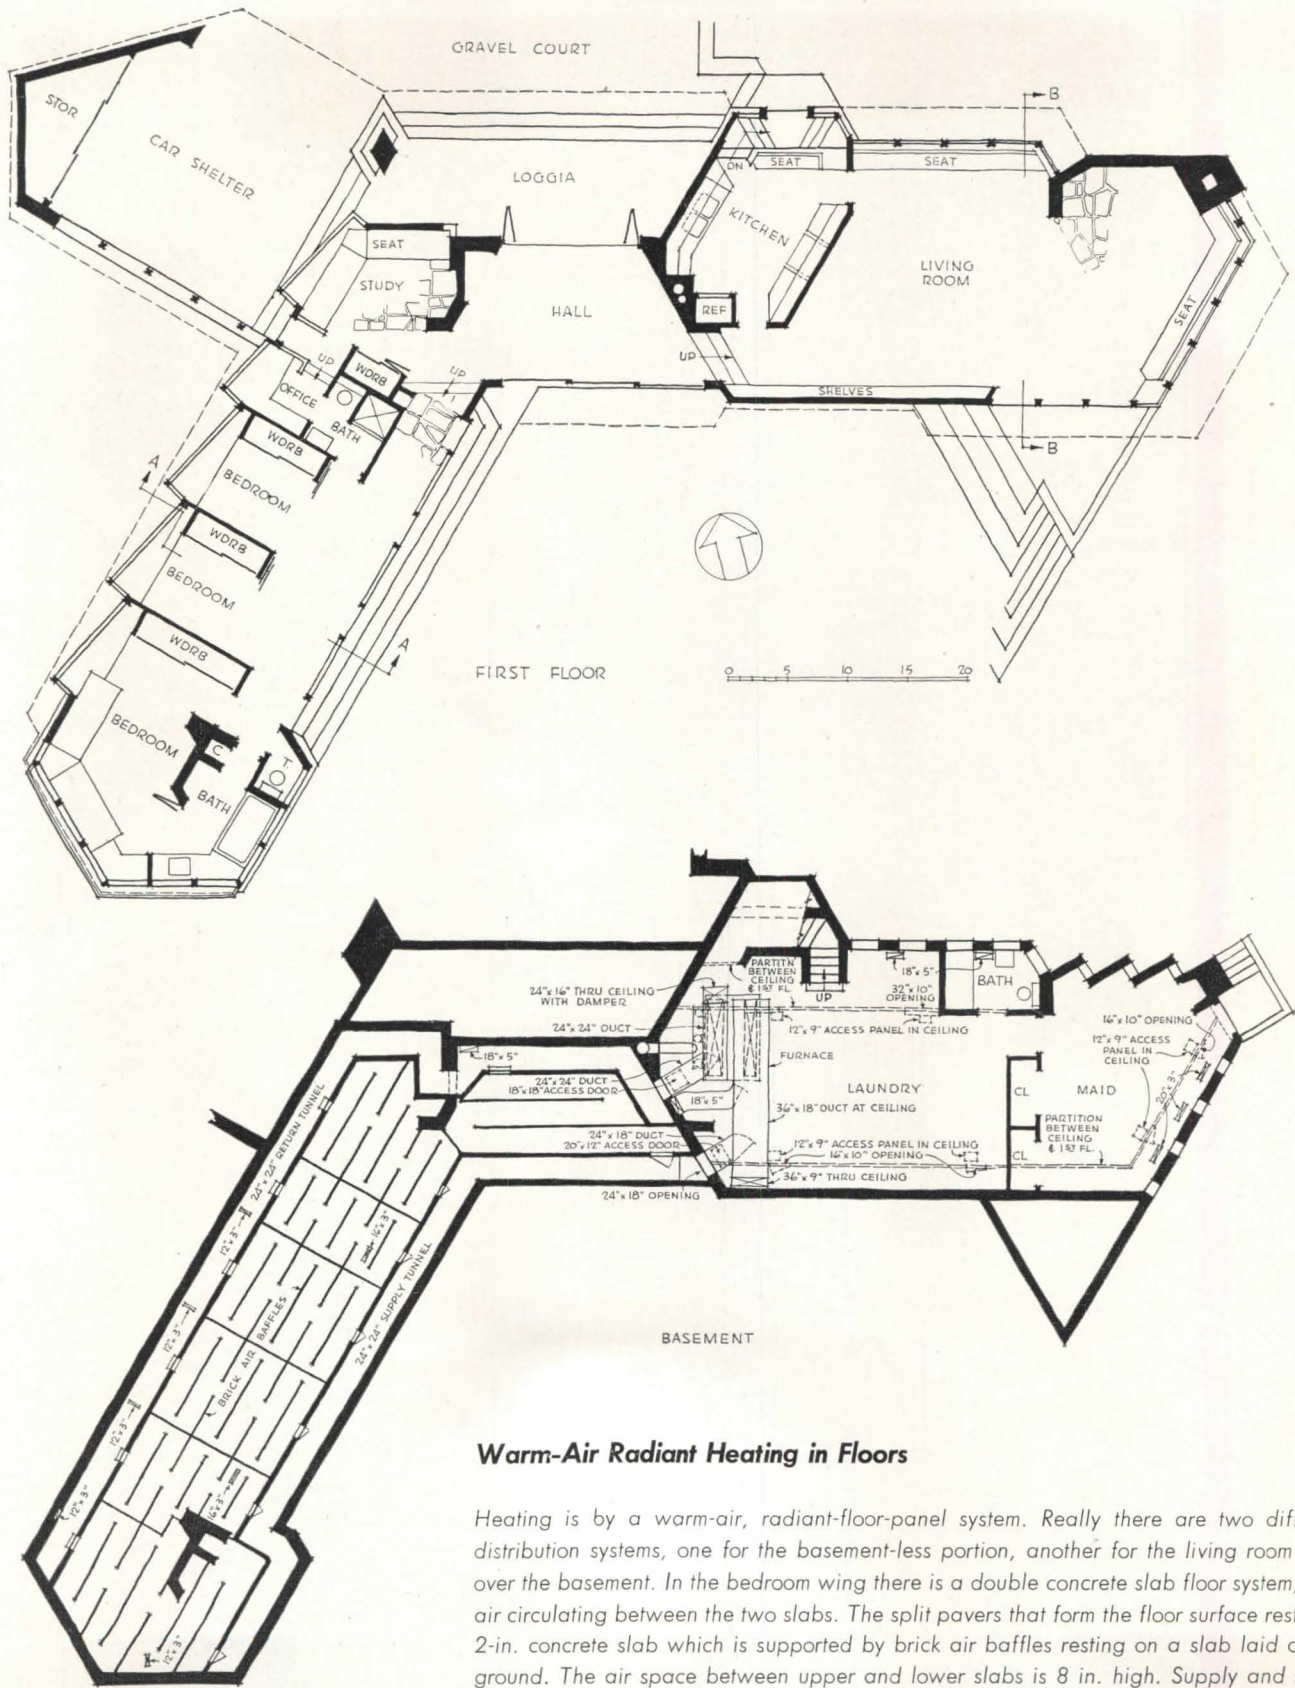 GRAVEL COURT
B
STOR
CAR SHELTER
LOGGIA
DN
SEAT
SEAT
KITCHEN
SEAT
STUDY
LIVING
ROOM
HALL
REF
SEAT
UP
WDRB
UP
UP
OFFICE
SHELVES
BATH
WDRB
B
A
BEDROOM
WDRB
BEDROOM
WDRB
A
FIRST FLOOR
0 5 10 15 20
BEDROOM
C
T
BATH
PARTIT'N
BETWEEN
CEILING
& 1ST FL.
24" x 16" THRU CEILING
WITH DAMPER
24" x 24" DUCT
UP
18" x 5"
32" x 10"
OPENING
BATH
12" x 9" ACCESS PANEL IN CEILING
16" x 10" OPENING
12" x 9" ACCESS
PANEL IN
CEILING
18" x 5"
24" x 24" DUCT
18" x 18" ACCESS DOOR
FURNACE
LAUNDRY
CL
MAID
20" x 3"
18" x 5"
36" x 18" DUCT AT CEILING
PARTITION
BETWEEN
CEILING
& 1ST FL.
24" x 18" DUCT
20" x 12" ACCESS DOOR
12" x 9" ACCESS PANEL IN CEILING
16" x 10" OPENING
CL
36" x 9" THRU CEILING
24" x 18" OPENING
24" x 24" RETURN TUNNEL
12" x 3"
16" x 3"
24" x 24" SUPPLY TUNNEL
BRICK AIR BAFFLES
12" x 3"
12" x 3"
16" x 3"
12" x 3"
12" x 3"
BASEMENT
Warm-Air Radiant Heating in Floors
Heating is by a warm-air, radiant-floor-panel system. Really there are two dif
distribution systems, one for the basement-less portion, another for the living room
over the basement. In the bedroom wing there is a double concrete slab floor system,
air circulating between the two slabs. The split pavers that form the floor surface rest
2-in. concrete slab which is supported by brick air baffles resting on a slab laid o
ground. The air space between upper and lower slabs is 8 in. high. Supply and